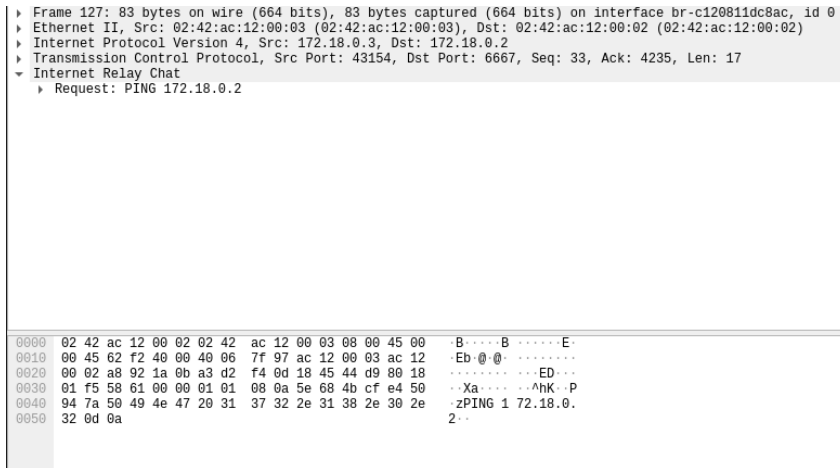 Frame 127: 83 bytes on wire (664 bits), 83 bytes captured (664 bits) on interface br-c120811dc8ac, id 0
Ethernet II, Src: 02:42:ac:12:00:03 (02:42:ac:12:00:03), Dst: 02:42:ac:12:00:02 (02:42:ac:12:00:02)
Internet Protocol Version 4, Src: 172.18.0.3, Dst: 172.18.0.2
Transmission Control Protocol, Src Port: 43154, Dst Port: 6667, Seq: 33, Ack: 4235, Len: 17
Internet Relay Chat
Request: PING 172.18.0.2
0000 02 42 ac 12 00 02 02 42 ac 12 00 03 08 00 45 00 ·B·····B ······E·
0010 00 45 62 f2 40 00 40 06 7f 97 ac 12 00 03 ac 12 ·Eb·@·@· ········
0020 00 02 a8 92 1a 0b a3 d2 f4 0d 18 45 44 d9 80 18 ········ ···ED···
0030 01 f5 58 61 00 00 01 01 08 0a 5e 68 4b cf e4 50 ··Xa···· ··^hK··P
0040 94 7a 50 49 4e 47 20 31 37 32 2e 31 38 2e 30 2e ·zPING 1 72.18.0.
0050 32 0d 0a 2··